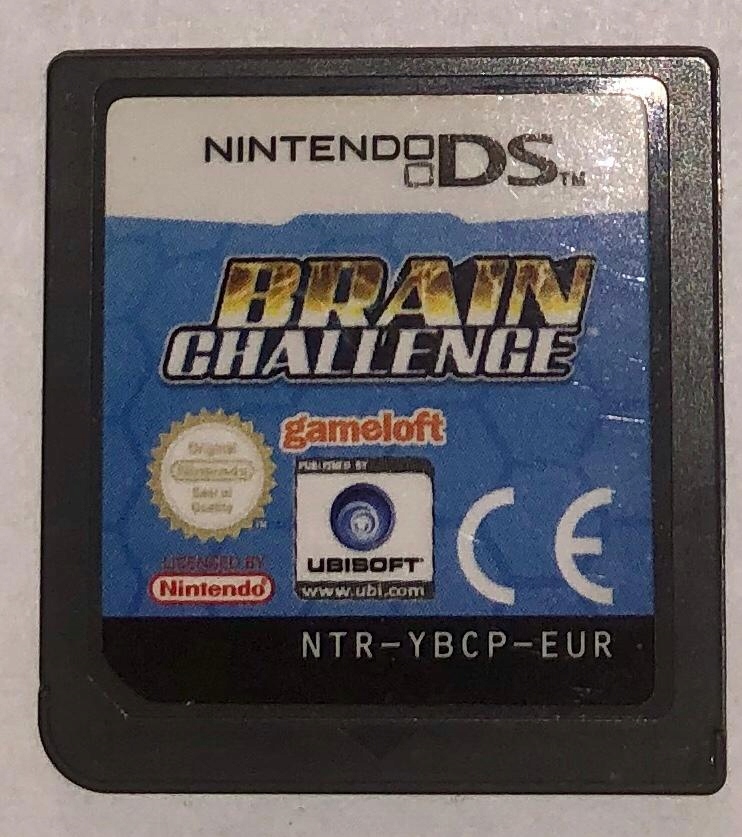 NINTENDO DS™
BRAIN
CHALLENGE
gameloft
Original
Nintendo
Seal of
Quality
™
PUBLISHED BY
UBISOFT
www.ubi.com
CE
LICENSED BY
Nintendo®
NTR-YBCP-EUR